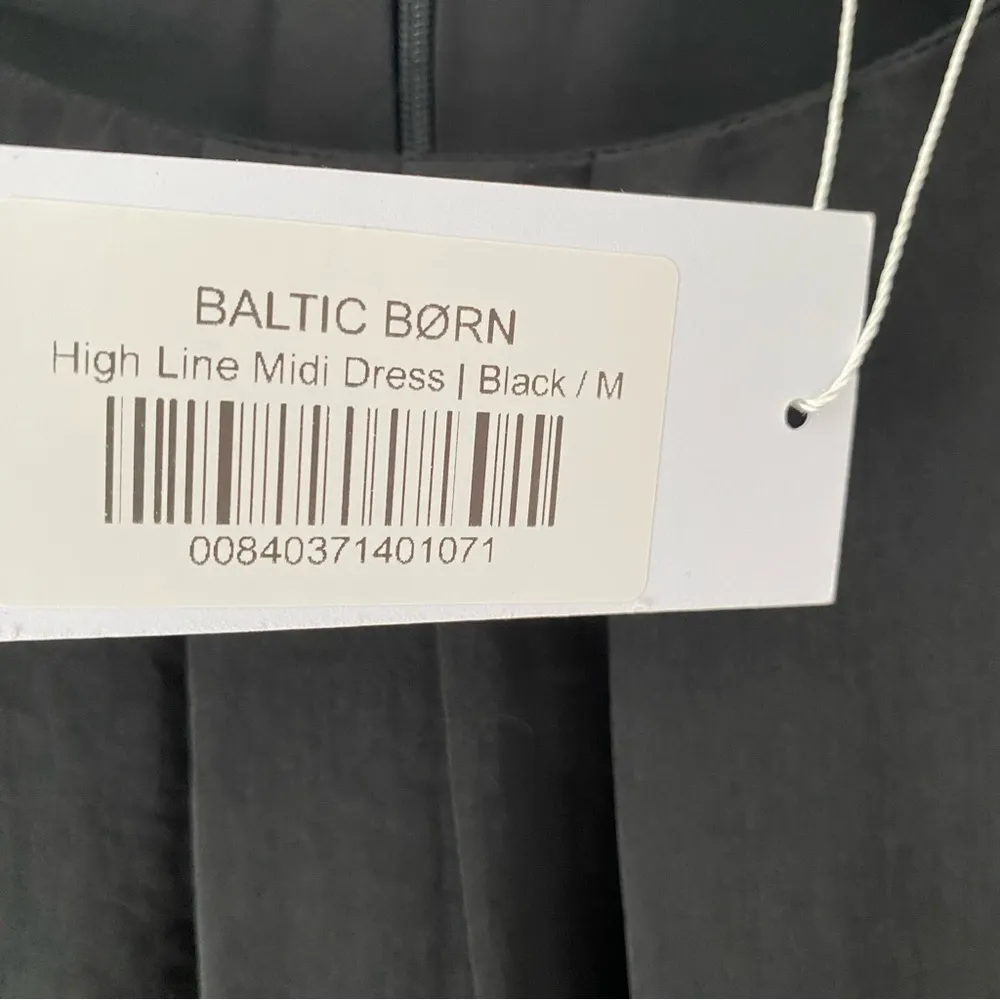 BALTIC BØRN
High Line Midi Dress | Black / M
00840371401071